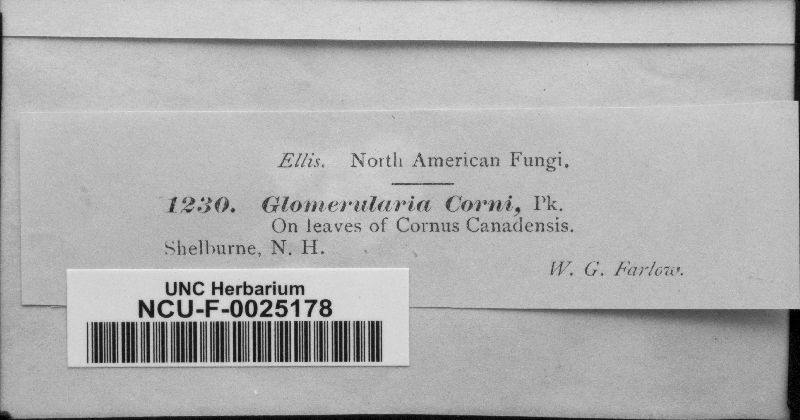 Ellis. North American Fungi.
1230. Glomerularia Corni, Pk.
On leaves of Cornus Canadensis.
Shelburne, N. H.
W. G. Farlow.
UNC Herbarium
NCU-F-0025178